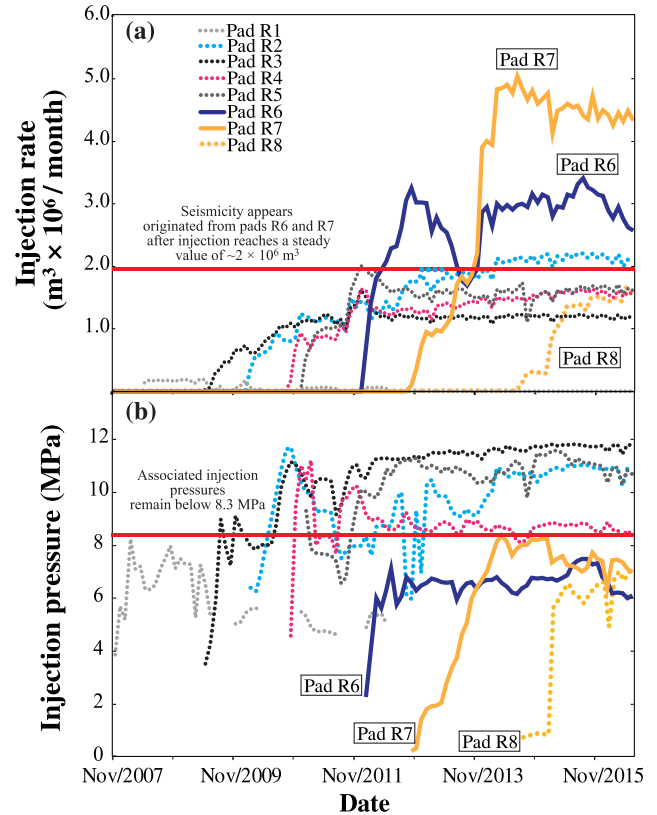 (a)
Pad R1
Pad R2
Pad R3
Pad R4
Pad R5
Pad R6
Pad R7
Pad R8
Pad R7
Pad R6
Pad R8
Seismicity appears
originated from pads R6 and R7
after injection reaches a steady
value of ~2 × 10⁶ m³
6.0
5.0
4.0
3.0
2.0
1.0
Injection rate
(m³ × 10⁶ / month)
(b)
Associated injection
pressures
remain below 8.3 MPa
Pad R6
Pad R7
Pad R8
12
10
8
6
4
2
0
Injection pressure (MPa)
Nov/2007
Nov/2009
Nov/2011
Nov/2013
Nov/2015
Date